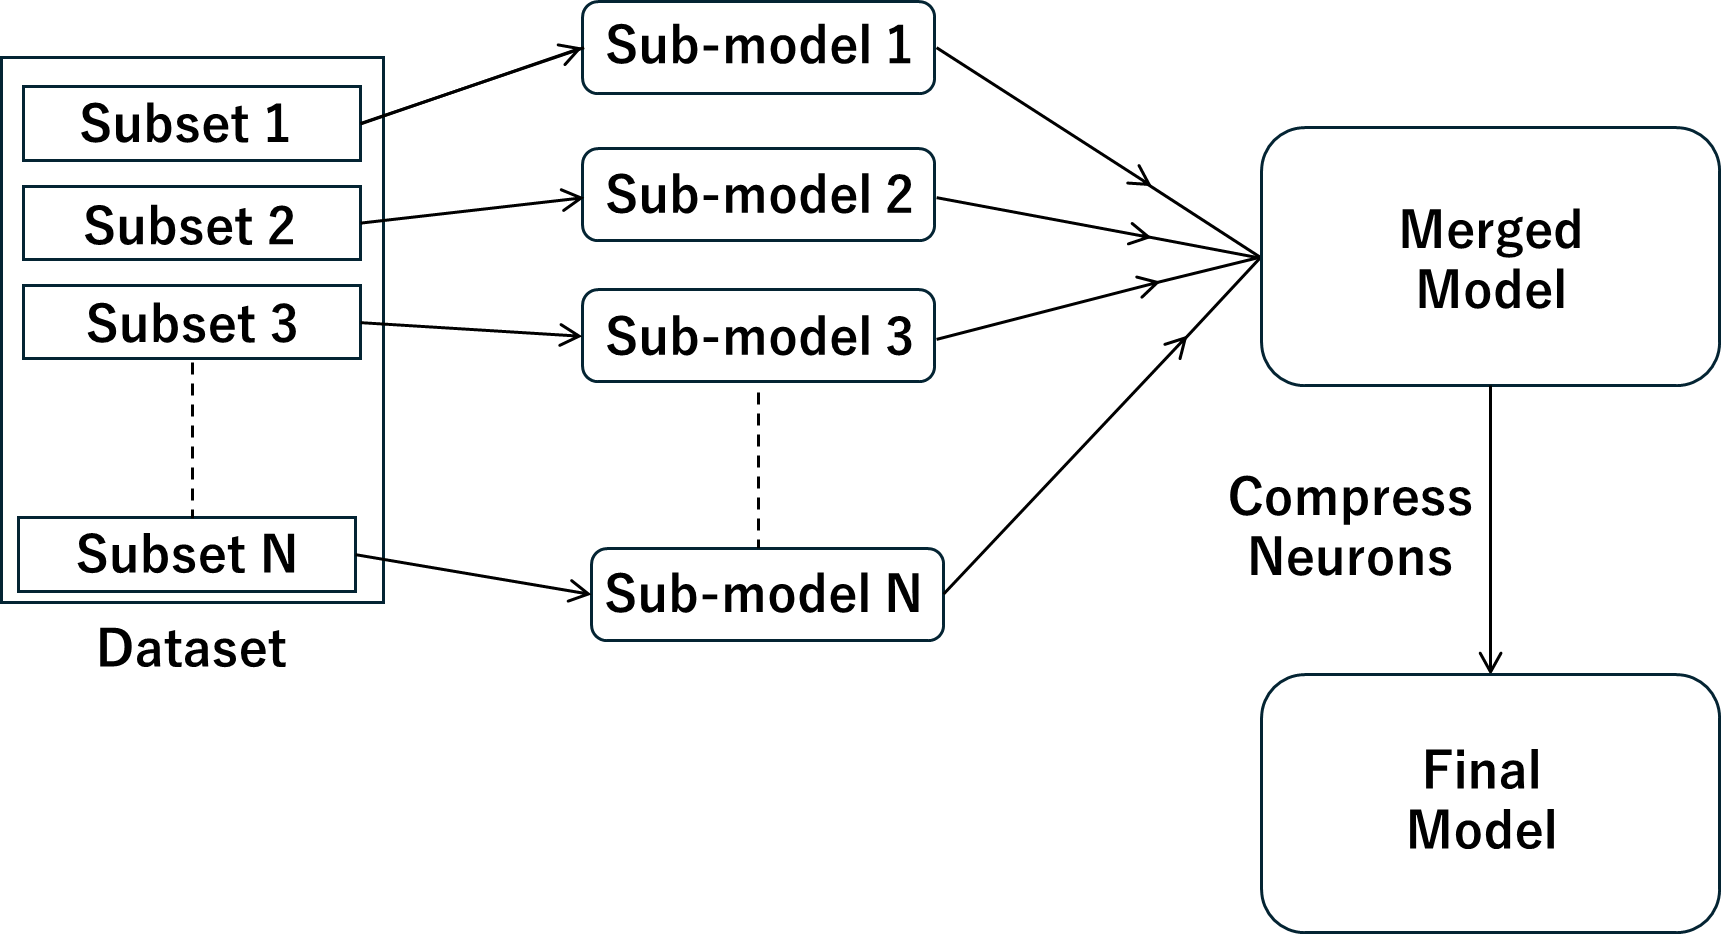 Subset 1
Subset 2
Subset 3
Subset N
Dataset
Sub-model 1
Sub-model 2
Sub-model 3
Sub-model N
Merged
Model
Compress
Neurons
Final
Model